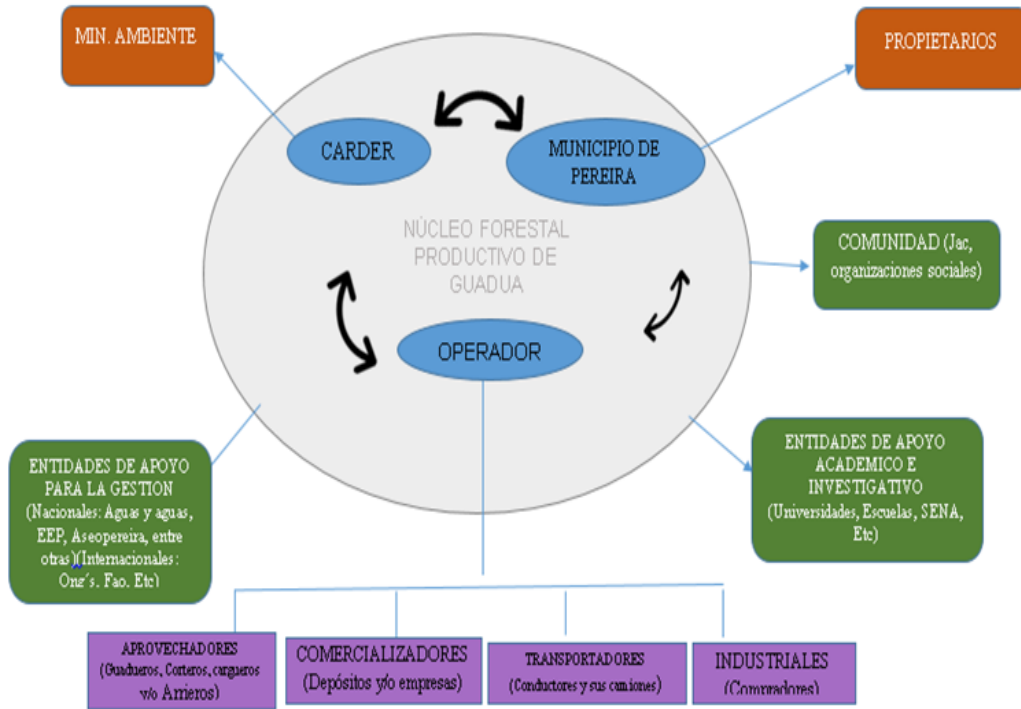 MIN. AMBIENTE
PROPIETARIOS
CARDER
MUNICIPIO DE
PEREIRA
NÚCLEO FORESTAL
PRODUCTIVO DE
GUADUA
COMUNIDAD (Jac,
organizaciones sociales)
OPERADOR
ENTIDADES DE APOYO
PARA LA GESTION
(Nacionales: Aguas y aguas,
EEP, Aseopereira, entre
otras)(Internacionales:
Ong´s. Fao. Etc)
ENTIDADES DE APOYO
ACADEMICO E
INVESTIGATIVO
(Universidades, Escuelas, SENA,
Etc)
APROVECHADORES
(Guadueros, Corteros, cargueros
y/o Arrieros)
COMERCIALIZADORES
(Depósitos y/o empresas)
TRANSPORTADORES
(Conductores y sus camiones)
INDUSTRIALES
(Compradores)